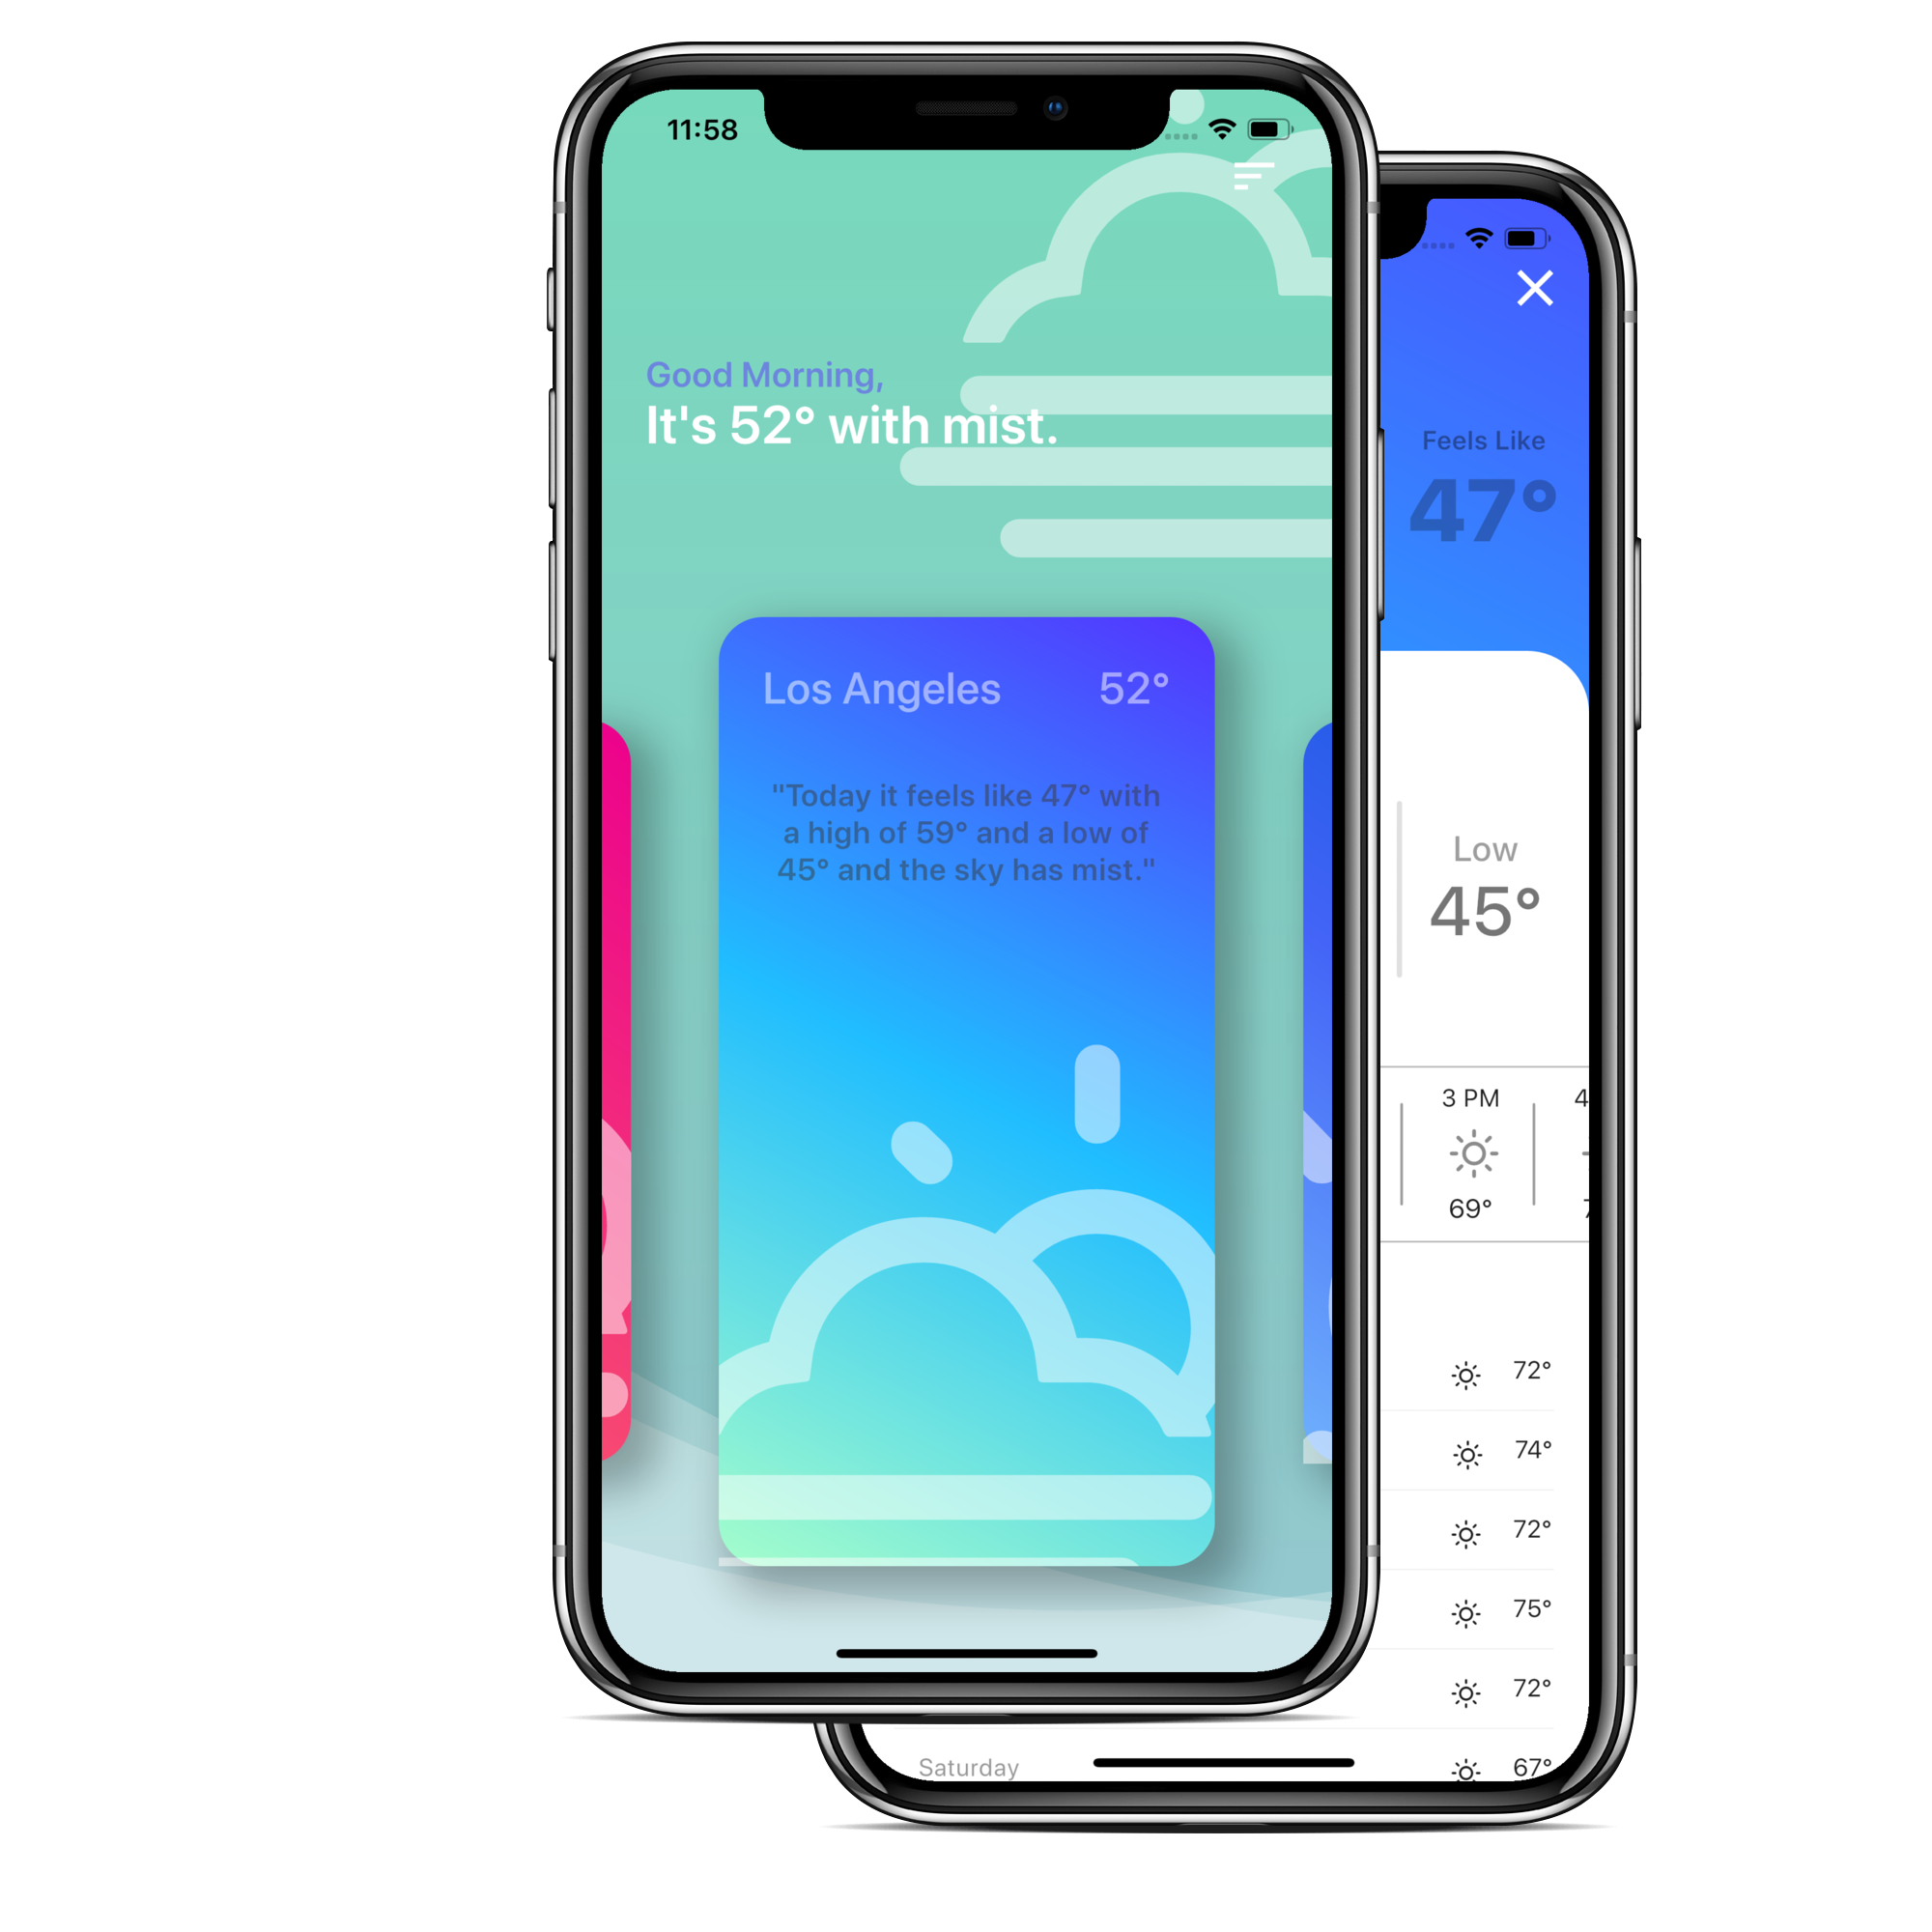 11:58
Good Morning,
It's 52° with mist.
Los Angeles 52°
"Today it feels like 47° with
a high of 59° and a low of
45° and the sky has mist."
Feels Like
47°
Low
45°
3 PM
69°
72°
74°
72°
75°
72°
Saturday 67°